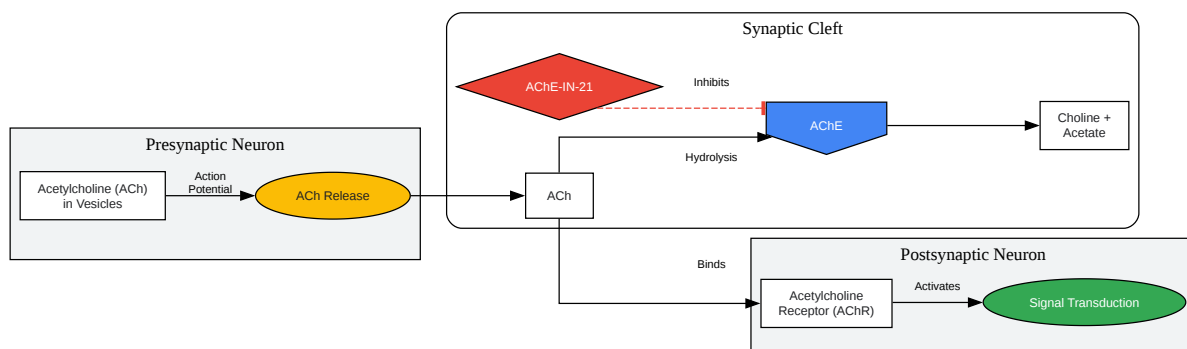 Synaptic Cleft
AChE-IN-21
Inhibits
AChE
Choline +
Acetate
Hydrolysis
Presynaptic Neuron
Acetylcholine (ACh)
in Vesicles
Action
Potential
ACh Release
ACh
Binds
Postsynaptic Neuron
Acetylcholine
Receptor (AChR)
Activates
Signal Transduction